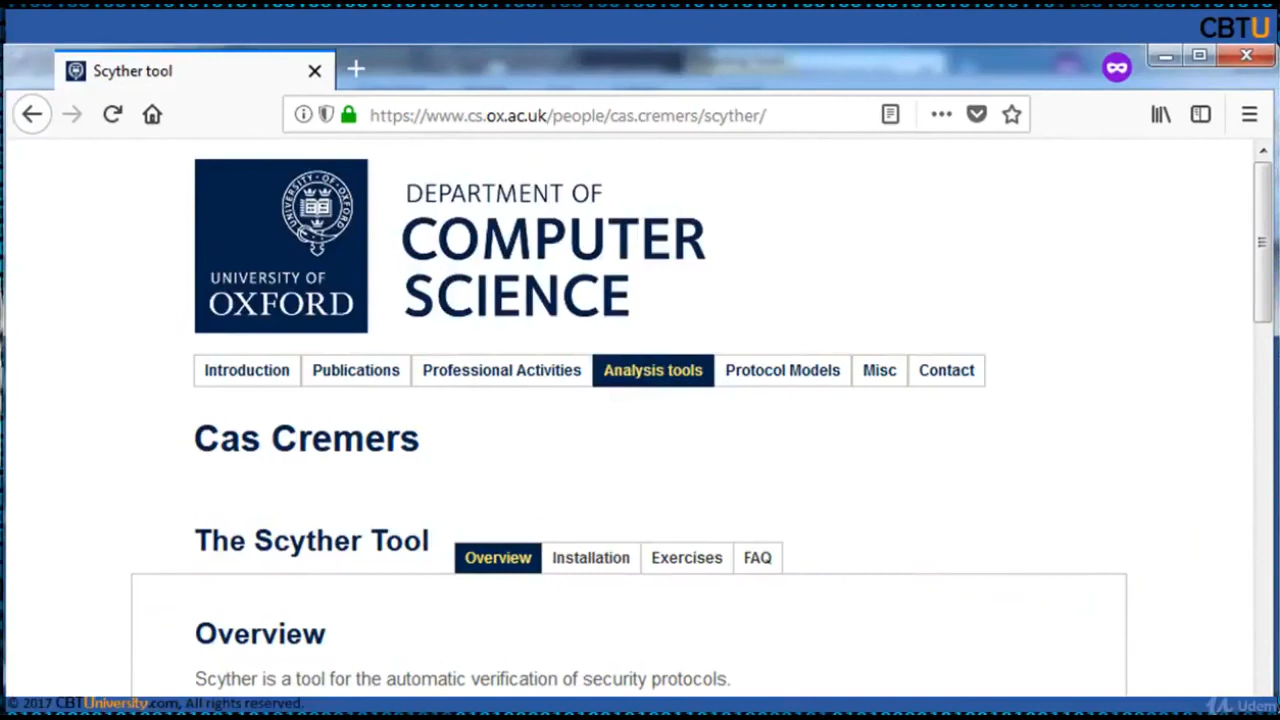 CBTU
Scyther tool
https://www.cs.ox.ac.uk/people/cas.cremers/scyther/
UNIVERSITY OF OXFORD
UNIVERSITY OF
OXFORD
DEPARTMENT OF
COMPUTER
SCIENCE
Introduction Publications Professional Activities Analysis tools Protocol Models Misc Contact
Cas Cremers
The Scyther Tool
Overview Installation Exercises FAQ
Overview
Scyther is a tool for the automatic verification of security protocols.
© 2017 CBTUniversity.com, All rights reserved.
Udemy